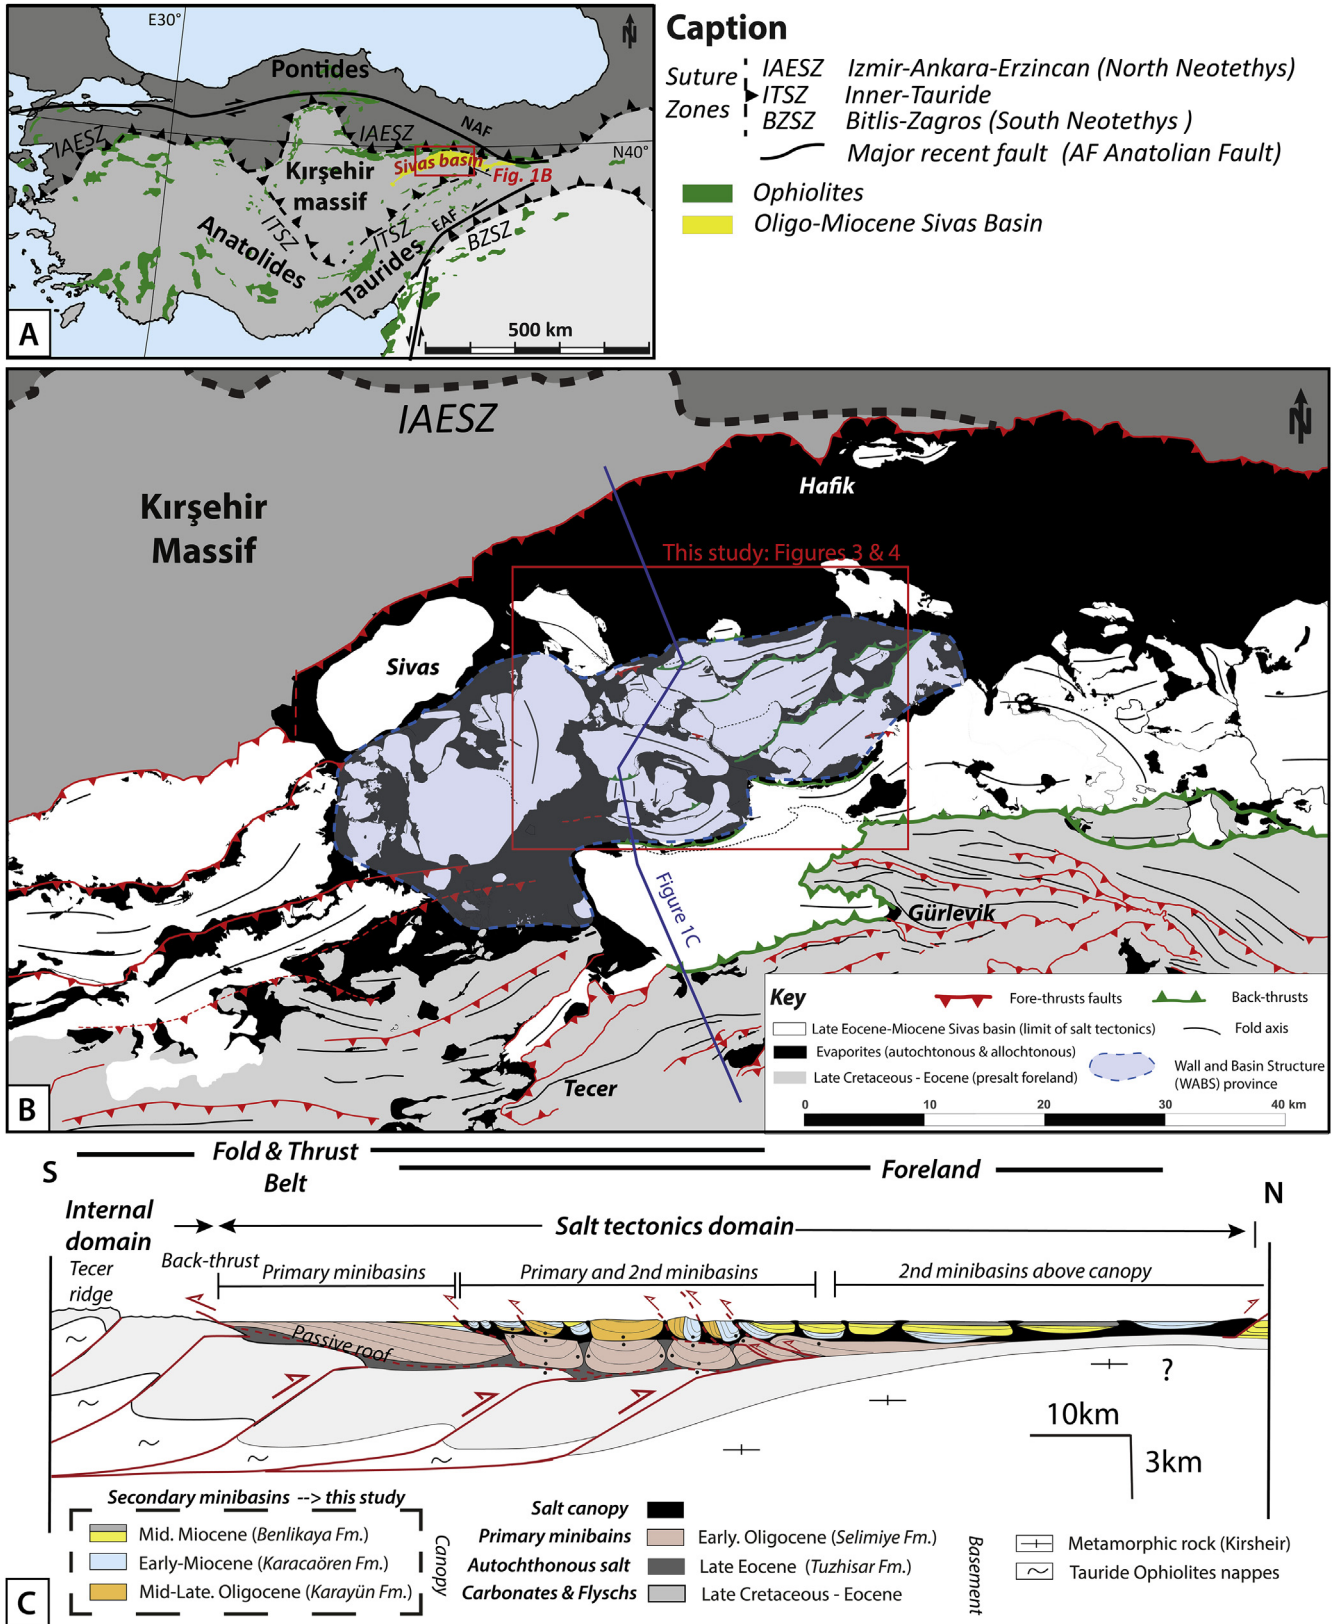 E30°
N
Pontides
NAF
IAESZ
IAESZ
N40°
Sivas basin
Fig. 1B
Kırşehir
massif
ITSZ
ITSZ
EAF
BZSZ
Anatolides
Taurides
500 km
A
Caption
Suture
Zones
IAESZ Izmir-Ankara-Erzincan (North Neotethys)
ITSZ Inner-Tauride
BZSZ Bitlis-Zagros (South Neotethys )
Major recent fault (AF Anatolian Fault)
Ophiolites
Oligo-Miocene Sivas Basin
IAESZ
N
Kırşehir
Massif
Hafik
This study: Figures 3 & 4
Sivas
Figure 1C
Gürlevik
Tecer
B
Key
Fore-thrusts faults
Back-thrusts
Late Eocene-Miocene Sivas basin (limit of salt tectonics)
Fold axis
Evaporites (autochtonous & allochtonous)
Late Cretaceous - Eocene (presalt foreland)
Wall and Basin Structure
(WABS) province
0 10 20 30 40 km
Fold & Thrust
Belt
Foreland
S
N
Internal
domain
Salt tectonics domain
Tecer
ridge
Back-thrust
Primary minibasins
Primary and 2nd minibasins
2nd minibasins above canopy
Passive roof
?
10km
3km
Secondary minibasins --> this study
Mid. Miocene (Benlikaya Fm.)
Early-Miocene (Karacaören Fm.)
Mid-Late. Oligocene (Karayün Fm.)
Canopy
Salt canopy
Primary minibains Early. Oligocene (Selimiye Fm.)
Autochthonous salt Late Eocene (Tuzhisar Fm.)
Carbonates & Flyschs Late Cretaceous - Eocene
Basement
Metamorphic rock (Kirsheir)
Tauride Ophiolites nappes
C